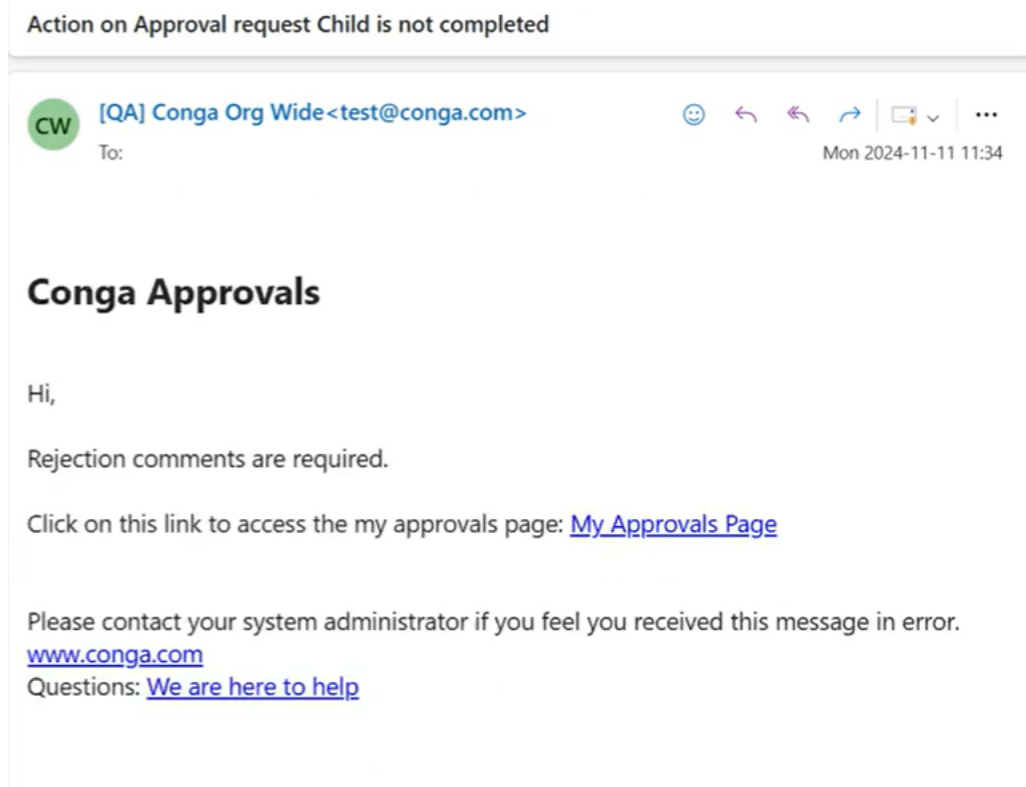 Action on Approval request Child is not completed
CW
[QA] Conga Org Wide<test@conga.com>
To:
Mon 2024-11-11 11:34
Conga Approvals
Hi,
Rejection comments are required.
Click on this link to access the my approvals page: My Approvals Page
Please contact your system administrator if you feel you received this message in error.
www.conga.com
Questions: We are here to help